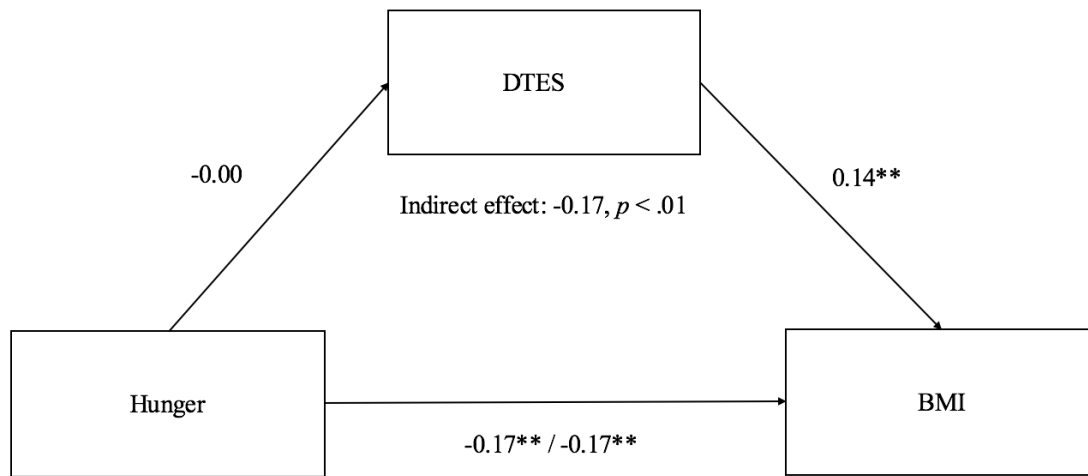 DTES
-0.00
0.14**
Indirect effect: -0.17, p < .01
Hunger
BMI
-0.17** / -0.17**